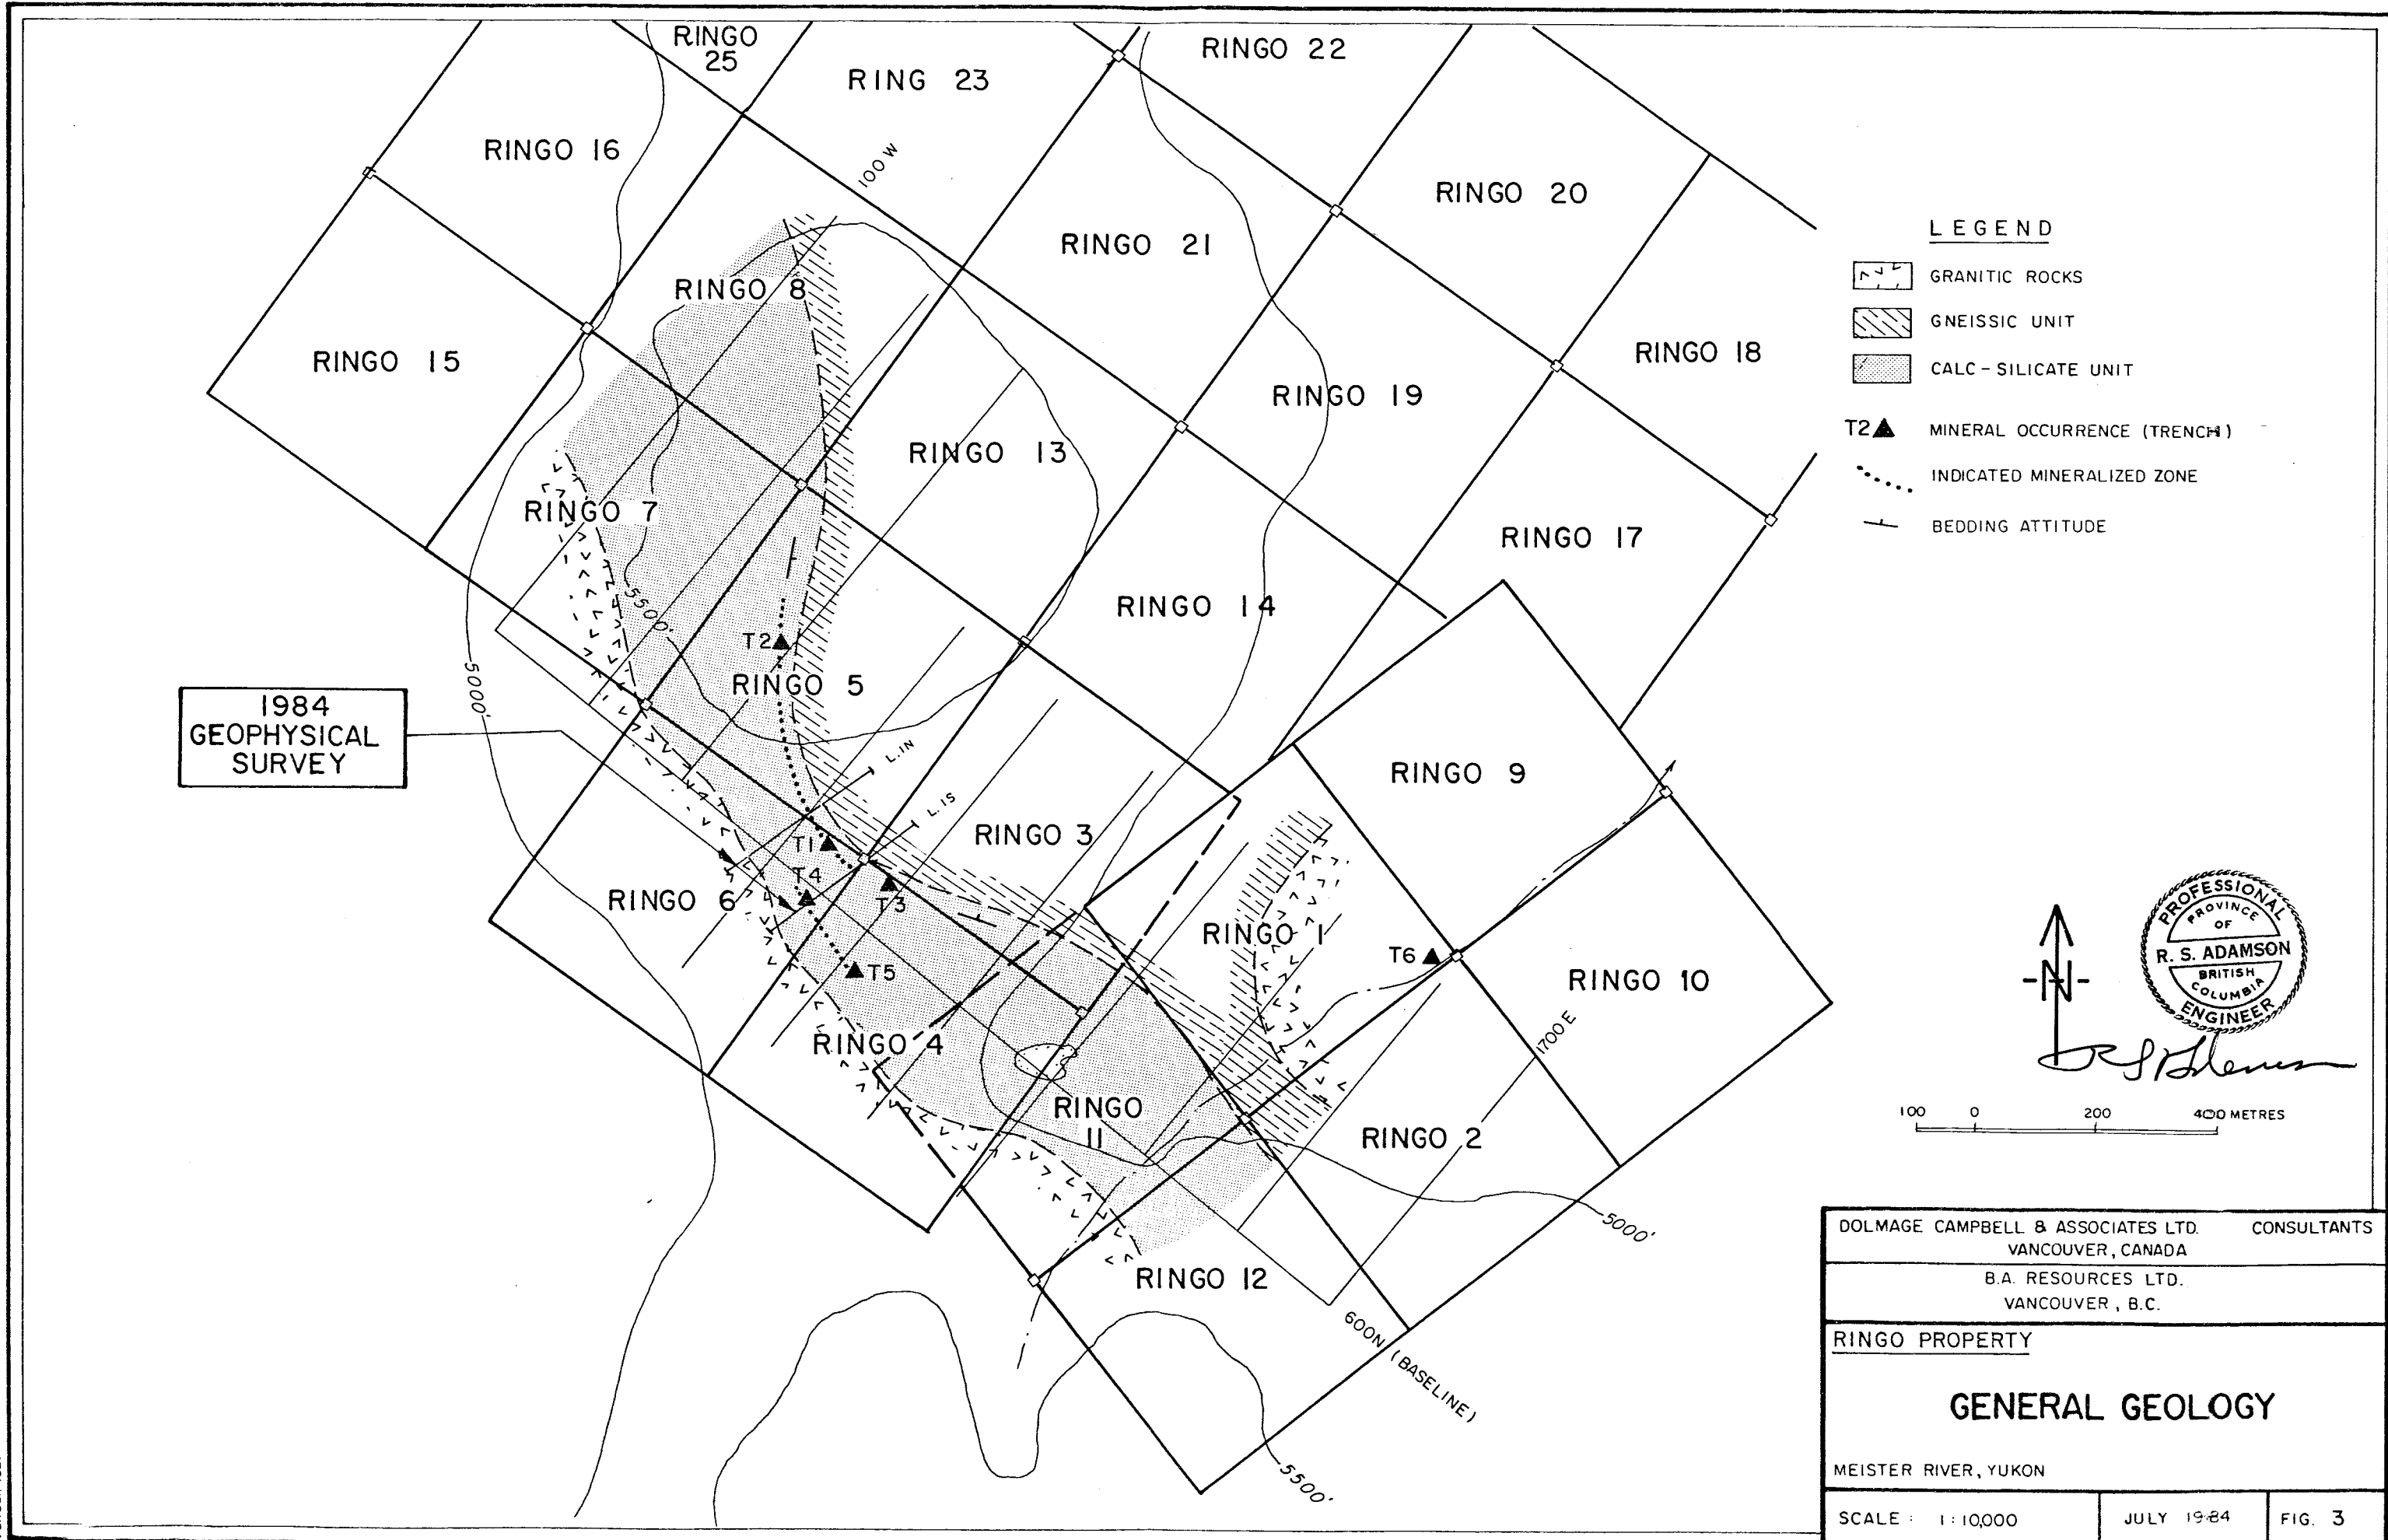 RINGO
25
RING 23
RINGO 22
RINGO 16
100 W
RINGO 20
RINGO 21
RINGO 8
RINGO 15
RINGO 18
RINGO 19
RINGO 13
RINGO 7
RINGO 17
5500'
RINGO 14
T2
RINGO 5
5000'
1984
GEOPHYSICAL
SURVEY
L.1N
L.1S
RINGO 9
RINGO 3
T1
T4
T3
RINGO 6
T5
RINGO 1
T6
RINGO 10
RINGO 4
1700 E
RINGO
11
RINGO 2
5000'
RINGO 12
600N (BASELINE)
5500'
LEGEND
GRANITIC ROCKS
GNEISSIC UNIT
CALC-SILICATE UNIT
T2 MINERAL OCCURRENCE (TRENCH)
INDICATED MINERALIZED ZONE
BEDDING ATTITUDE
-N-
PROFESSIONAL
PROVINCE
OF
R. S. ADAMSON
BRITISH
COLUMBIA
ENGINEER
100 0 200 400 METRES
DOLMAGE CAMPBELL & ASSOCIATES LTD. CONSULTANTS
VANCOUVER, CANADA
B.A. RESOURCES LTD.
VANCOUVER, B.C.
RINGO PROPERTY
GENERAL GEOLOGY
MEISTER RIVER, YUKON
SCALE: 1:10,000 JULY 1984 FIG. 3